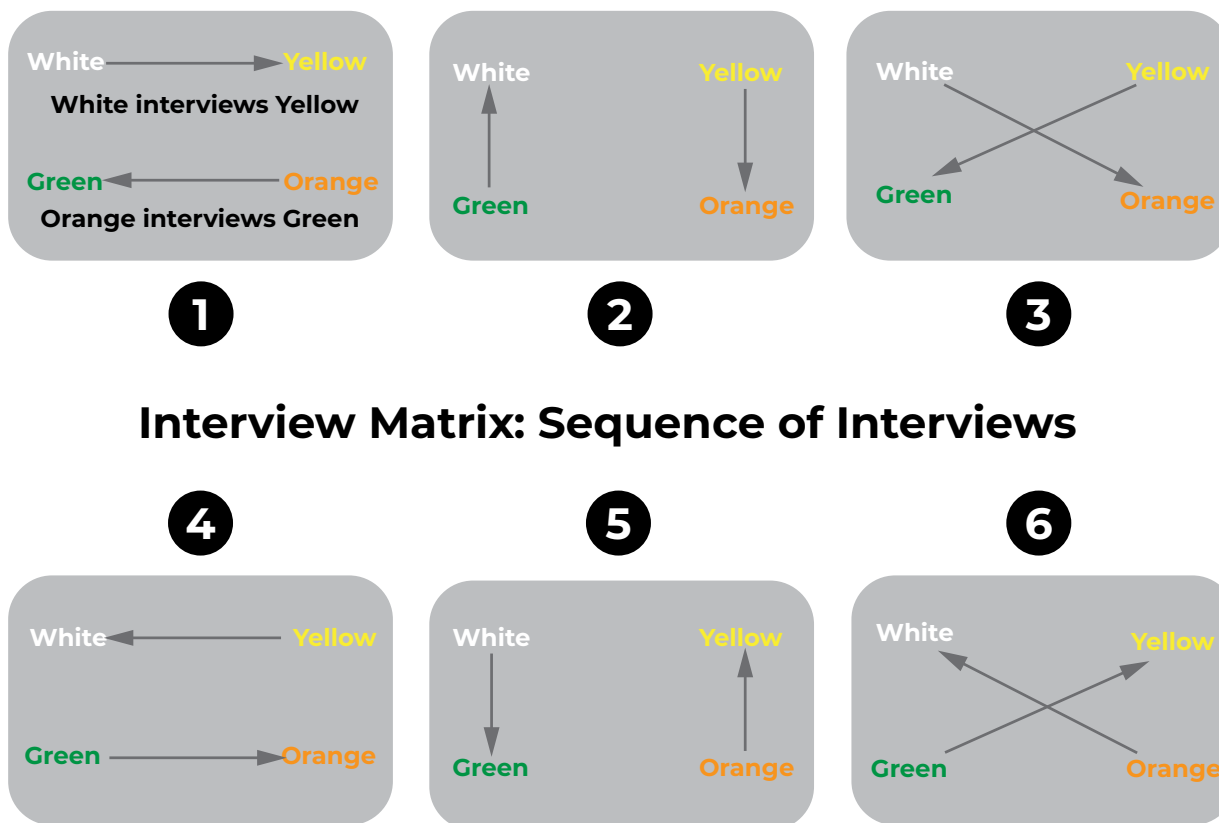 White Yellow
White interviews Yellow
Green Orange
Orange interviews Green
1
White Yellow
Green Orange
2
White Yellow
Green Orange
3
Interview Matrix: Sequence of Interviews
4
White Yellow
Green Orange
5
White Yellow
Green Orange
6
White Yellow
Green Orange